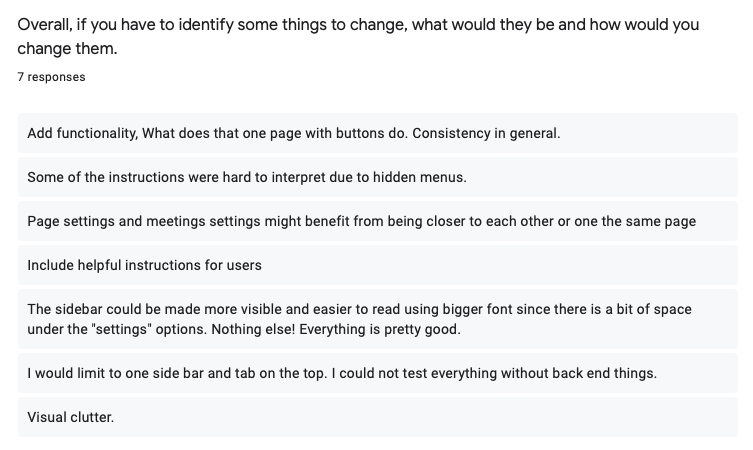 Overall, if you have to identify some things to change, what would they be and how would you
change them.
7 responses
Add functionality, What does that one page with buttons do. Consistency in general.
Some of the instructions were hard to interpret due to hidden menus.
Page settings and meetings settings might benefit from being closer to each other or one the same page
Include helpful instructions for users
The sidebar could be made more visible and easier to read using bigger font since there is a bit of space
under the "settings" options. Nothing else! Everything is pretty good.
I would limit to one side bar and tab on the top. I could not test everything without back end things.
Visual clutter.